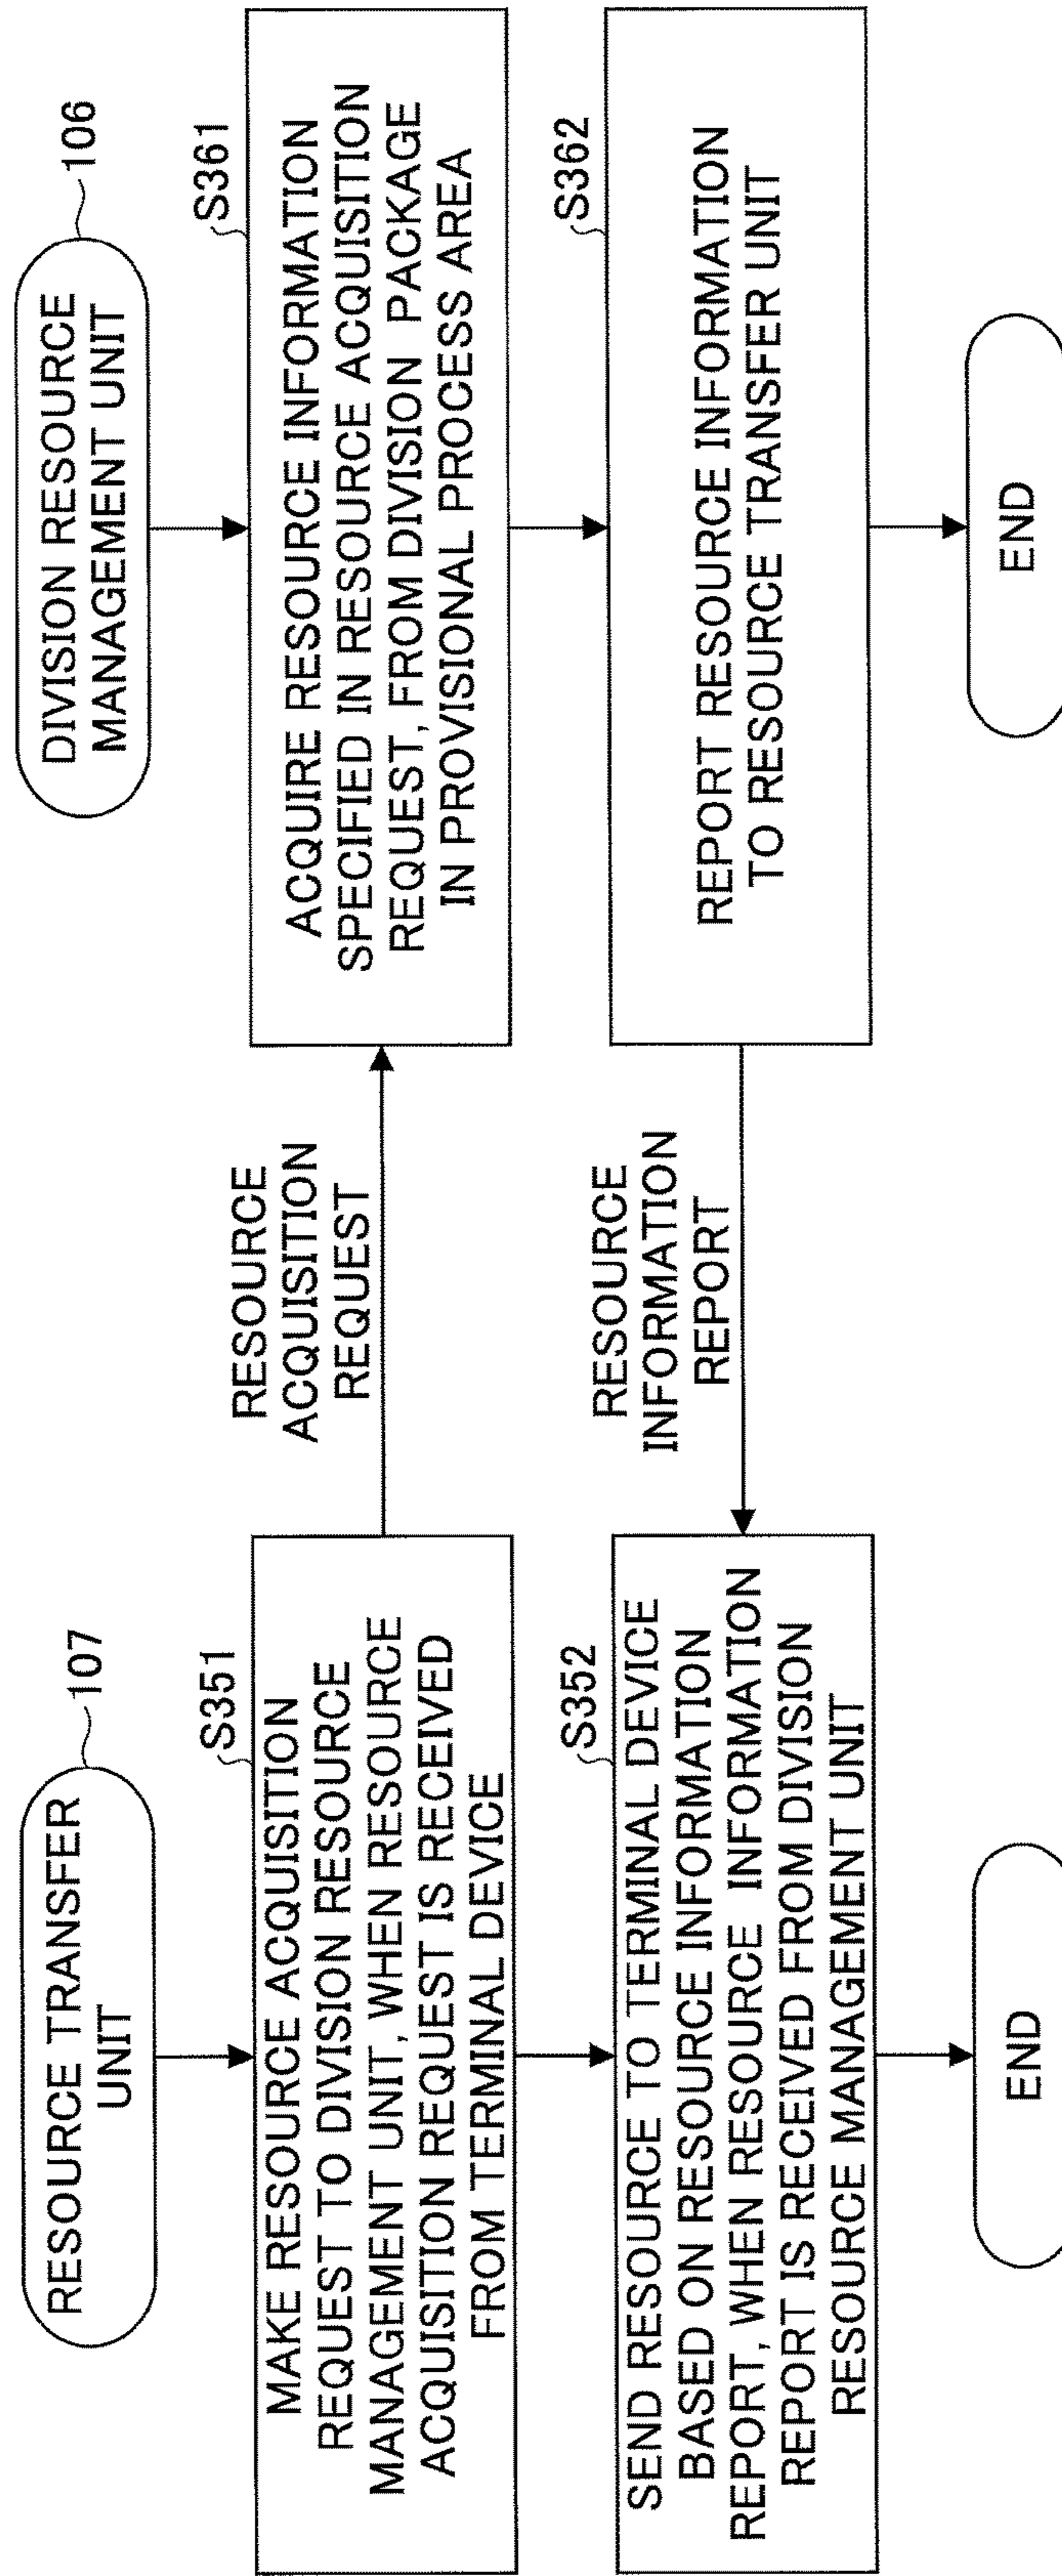 RESOURCE TRANSFER
UNIT
107
S351
MAKE RESOURCE ACQUISITION
REQUEST TO DIVISION RESOURCE
MANAGEMENT UNIT, WHEN RESOURCE
ACQUISITION REQUEST IS RECEIVED
FROM TERMINAL DEVICE
S352
SEND RESOURCE TO TERMINAL DEVICE
BASED ON RESOURCE INFORMATION
REPORT, WHEN RESOURCE INFORMATION
REPORT IS RECEIVED FROM DIVISION
RESOURCE MANAGEMENT UNIT
END
RESOURCE
ACQUISITION
REQUEST
RESOURCE
INFORMATION
REPORT
DIVISION RESOURCE
MANAGEMENT UNIT
106
S361
ACQUIRE RESOURCE INFORMATION
SPECIFIED IN RESOURCE ACQUISITION
REQUEST, FROM DIVISION PACKAGE
IN PROVISIONAL PROCESS AREA
S362
REPORT RESOURCE INFORMATION
TO RESOURCE TRANSFER UNIT
END